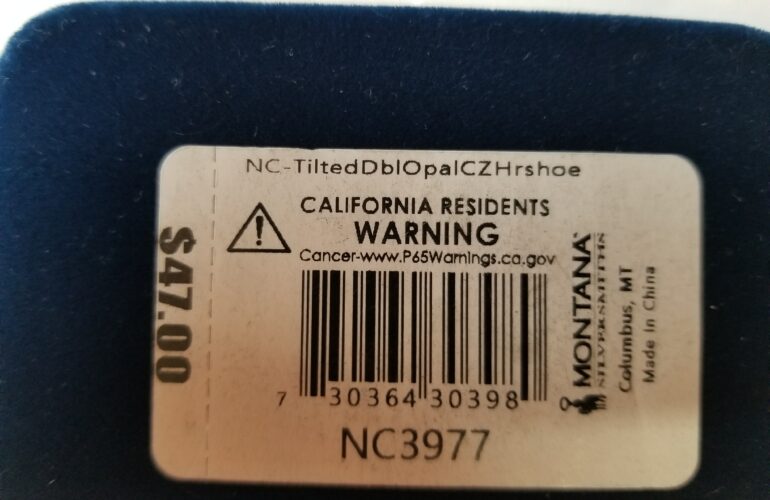 NC-TiltedDblOpalCZHrshoe
CALIFORNIA RESIDENTS
WARNING
Cancer-www.P65Warnings.ca.gov
7 30364 30398 0
NC3977
$47.00
MONTANA
SILVERSMITHS
Columbus, MT
Made in China